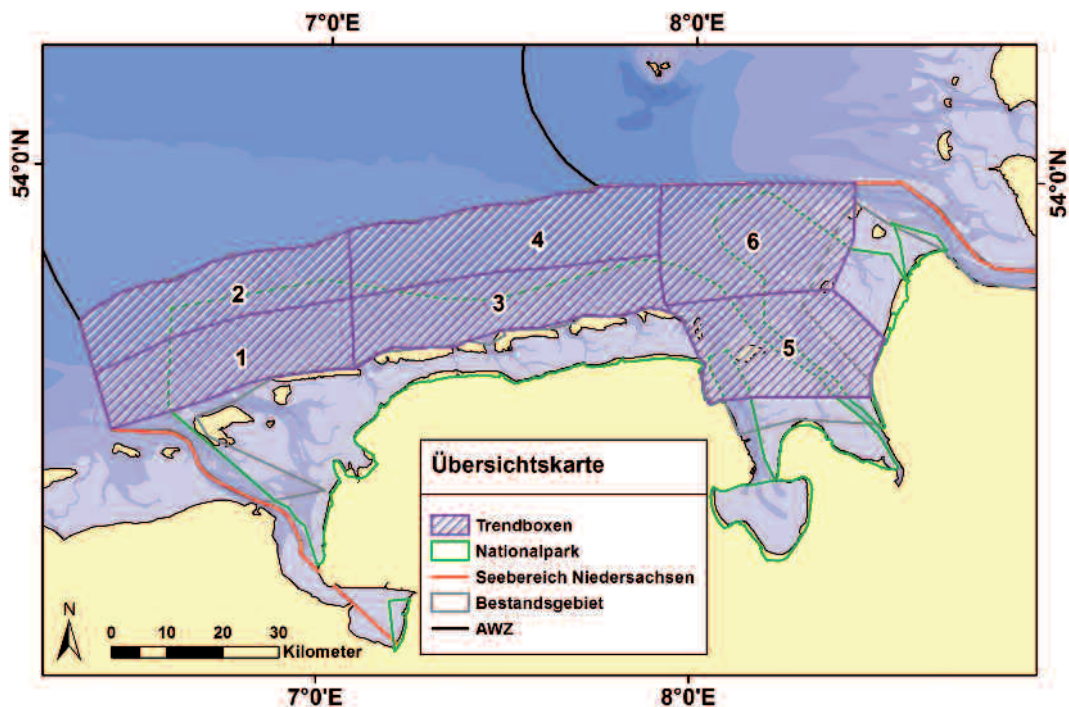 7°0'E 8°0'E
54°0'N
54°0'N
6
4
2
3
1
5
Übersichtskarte
Trendboxen
Nationalpark
Seebereich Niedersachsen
Bestandsgebiet
AWZ
N
0 10 20 30
Kilometer
7°0'E 8°0'E